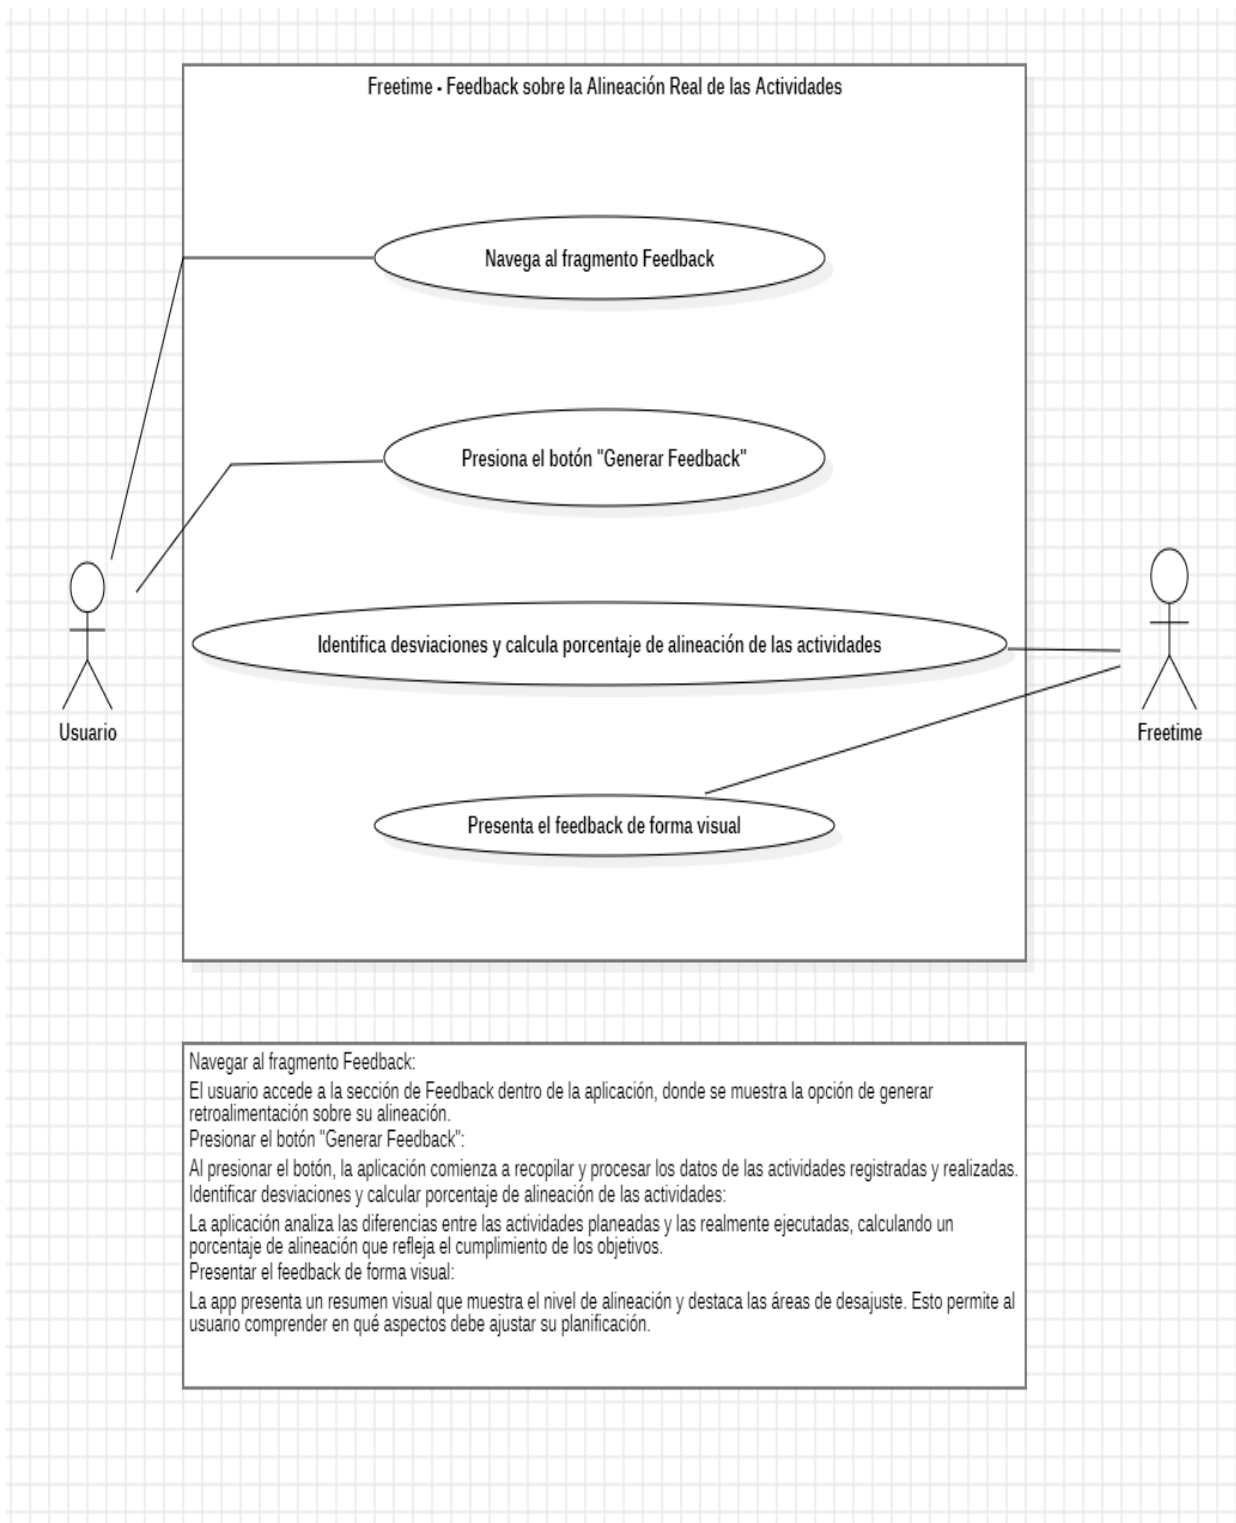 Freetime - Feedback sobre la Alineación Real de las Actividades
Navega al fragmento Feedback
Presiona el botón "Generar Feedback"
Identifica desviaciones y calcula porcentaje de alineación de las actividades
Usuario
Freetime
Presenta el feedback de forma visual
Navegar al fragmento Feedback:
El usuario accede a la sección de Feedback dentro de la aplicación, donde se muestra la opción de generar
retroalimentación sobre su alineación.
Presionar el botón "Generar Feedback":
Al presionar el botón, la aplicación comienza a recopilar y procesar los datos de las actividades registradas y realizadas.
Identificar desviaciones y calcular porcentaje de alineación de las actividades:
La aplicación analiza las diferencias entre las actividades planeadas y las realmente ejecutadas, calculando un
porcentaje de alineación que refleja el cumplimiento de los objetivos.
Presentar el feedback de forma visual:
La app presenta un resumen visual que muestra el nivel de alineación y destaca las áreas de desajuste. Esto permite al
usuario comprender en qué aspectos debe ajustar su planificación.